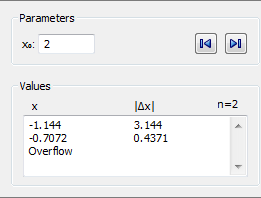 Parameters
x₀: 2
Values
x |Δx| n=2
-1.144 3.144
-0.7072 0.4371
Overflow